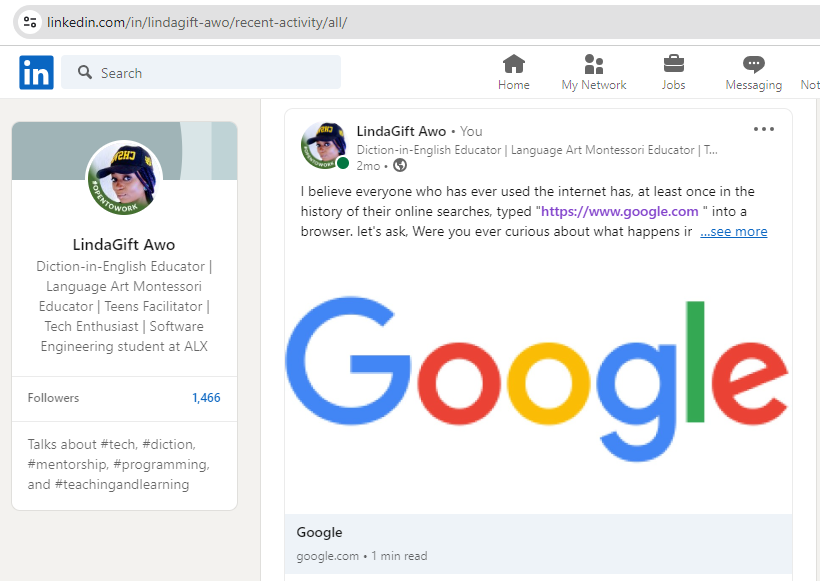 linkedin.com/in/lindagift-awo/recent-activity/all/
in
Search
Home
My Network
Jobs
Messaging
Not
#OPENTOWORK
LindaGift Awo
Diction-in-English Educator |
Language Art Montessori
Educator | Teens Facilitator |
Tech Enthusiast | Software
Engineering student at ALX
Followers 1,466
Talks about #tech, #diction,
#mentorship, #programming,
and #teachingandlearning
LindaGift Awo • You
Diction-in-English Educator | Language Art Montessori Educator | T...
2mo •
I believe everyone who has ever used the internet has, at least once in the
history of their online searches, typed "https://www.google.com " into a
browser. let's ask, Were you ever curious about what happens ir ...see more
Google
Google
google.com • 1 min read